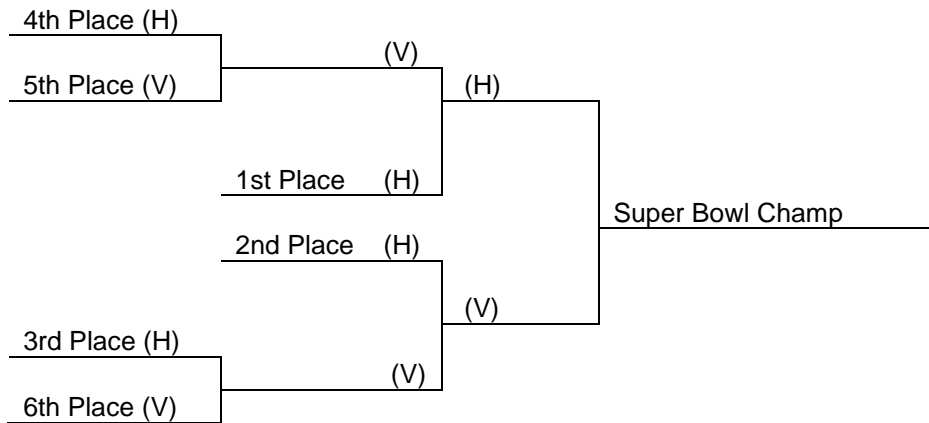 4th Place (H)
(V)
5th Place (V)
(H)
1st Place (H)
Super Bowl Champ
2nd Place (H)
(V)
3rd Place (H)
(V)
6th Place (V)